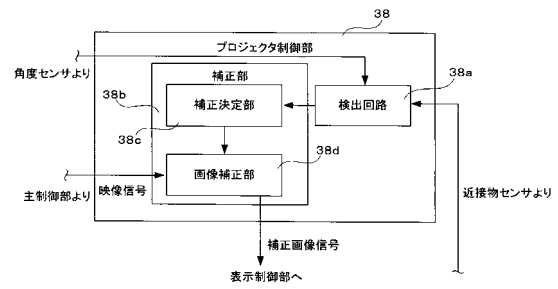 38
プロジェクタ制御部
角度センサより
補正部
38a
38b
補正決定部
検出回路
38c
38d
画像補正部
映像信号
主制御部より
近接物センサより
補正画像信号
表示制御部へ